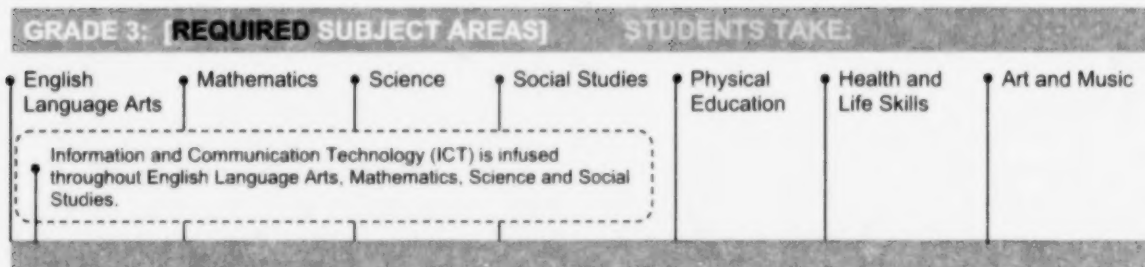 GRADE 3: [REQUIRED SUBJECT AREAS] STUDENTS TAKE:
English
Language Arts
Mathematics
Science
Social Studies
Physical
Education
Health and
Life Skills
Art and Music
Information and Communication Technology (ICT) is infused
throughout English Language Arts, Mathematics, Science and Social
Studies.